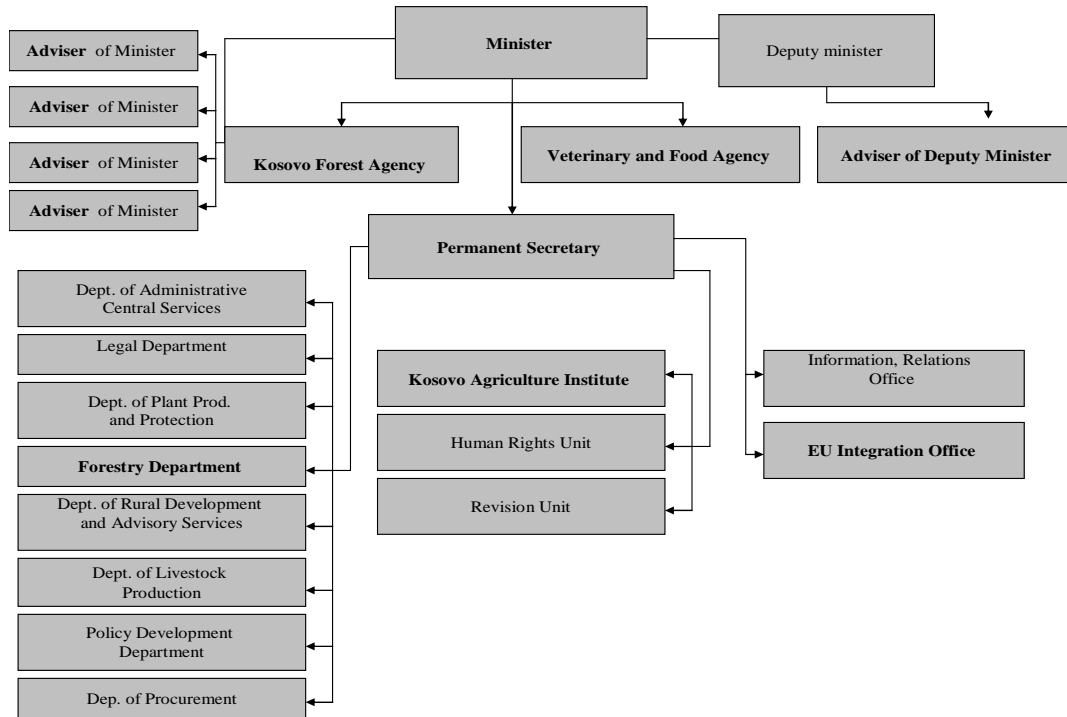 Minister
Deputy minister
Adviser of Minister
Adviser of Minister
Adviser of Minister
Adviser of Minister
Kosovo Forest Agency
Veterinary and Food Agency
Adviser of Deputy Minister
Permanent Secretary
Dept. of Administrative
Central Services
Legal Department
Dept. of Plant Prod.
and Protection
Forestry Department
Dept. of Rural Development
and Advisory Services
Dept. of Livestock
Production
Policy Development
Department
Dep. of Procurement
Kosovo Agriculture Institute
Human Rights Unit
Revision Unit
Information, Relations
Office
EU Integration Office